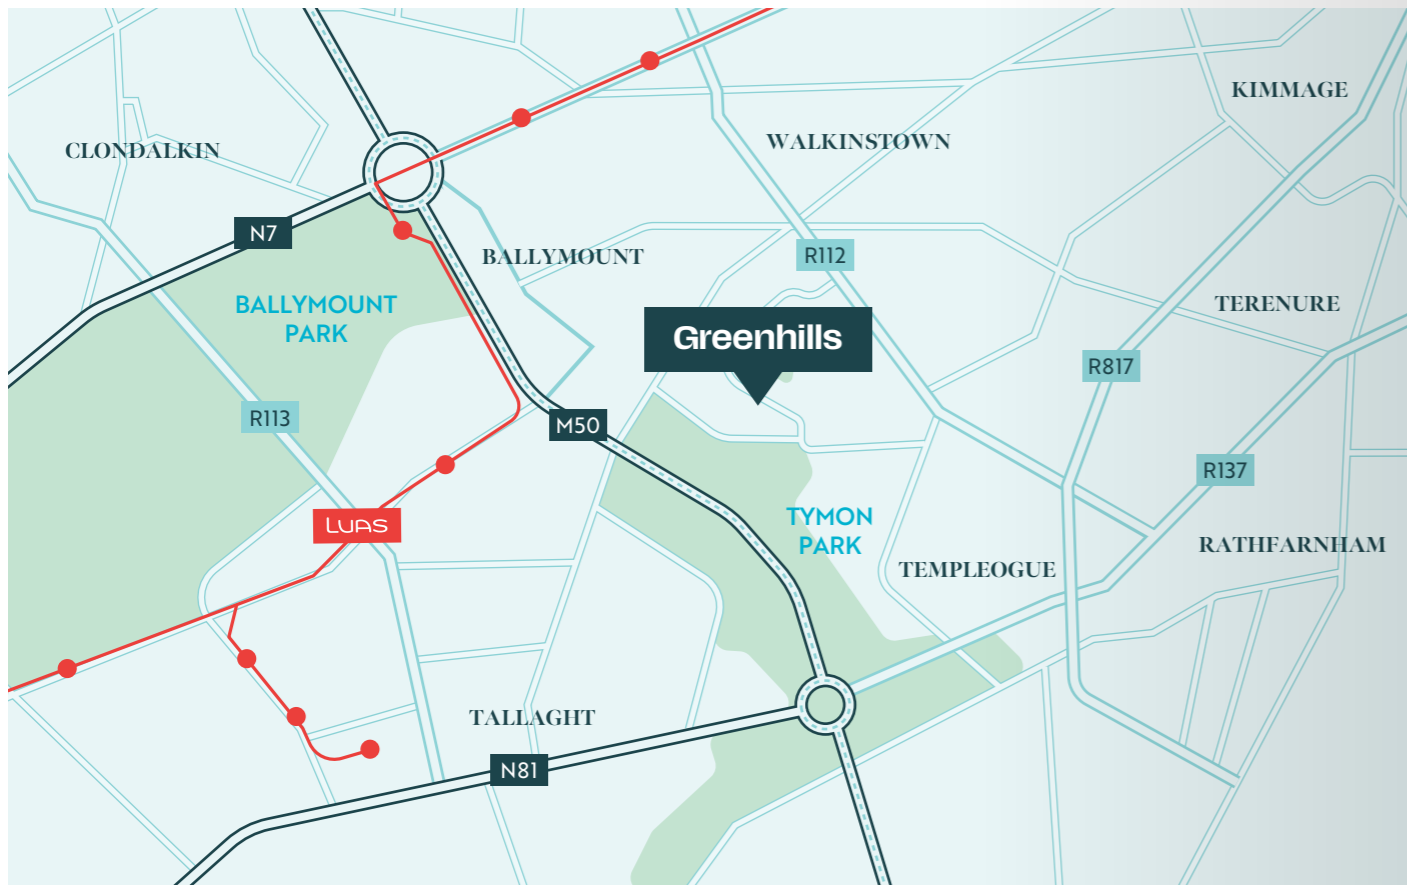 KIMMAGE
WALKINSTOWN
CLONDALKIN
N7
BALLYMOUNT
R112
BALLYMOUNT
PARK
TERENURE
Greenhills
R817
R113
M50
R137
LUAS
TYMON
PARK
RATHFARNHAM
TEMPLEOGUE
TALLAGHT
N81